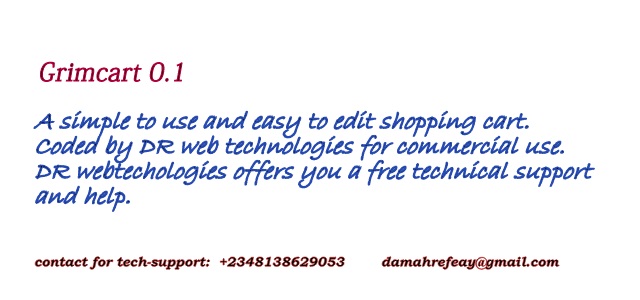 Grimcart 0.1
A simple to use and easy to edit shopping cart.
Coded by DR web technologies for commercial use.
DR webtechologies offers you a free technical support
and help.
contact for tech-support: +2348138629053 damahrefeay@gmail.com